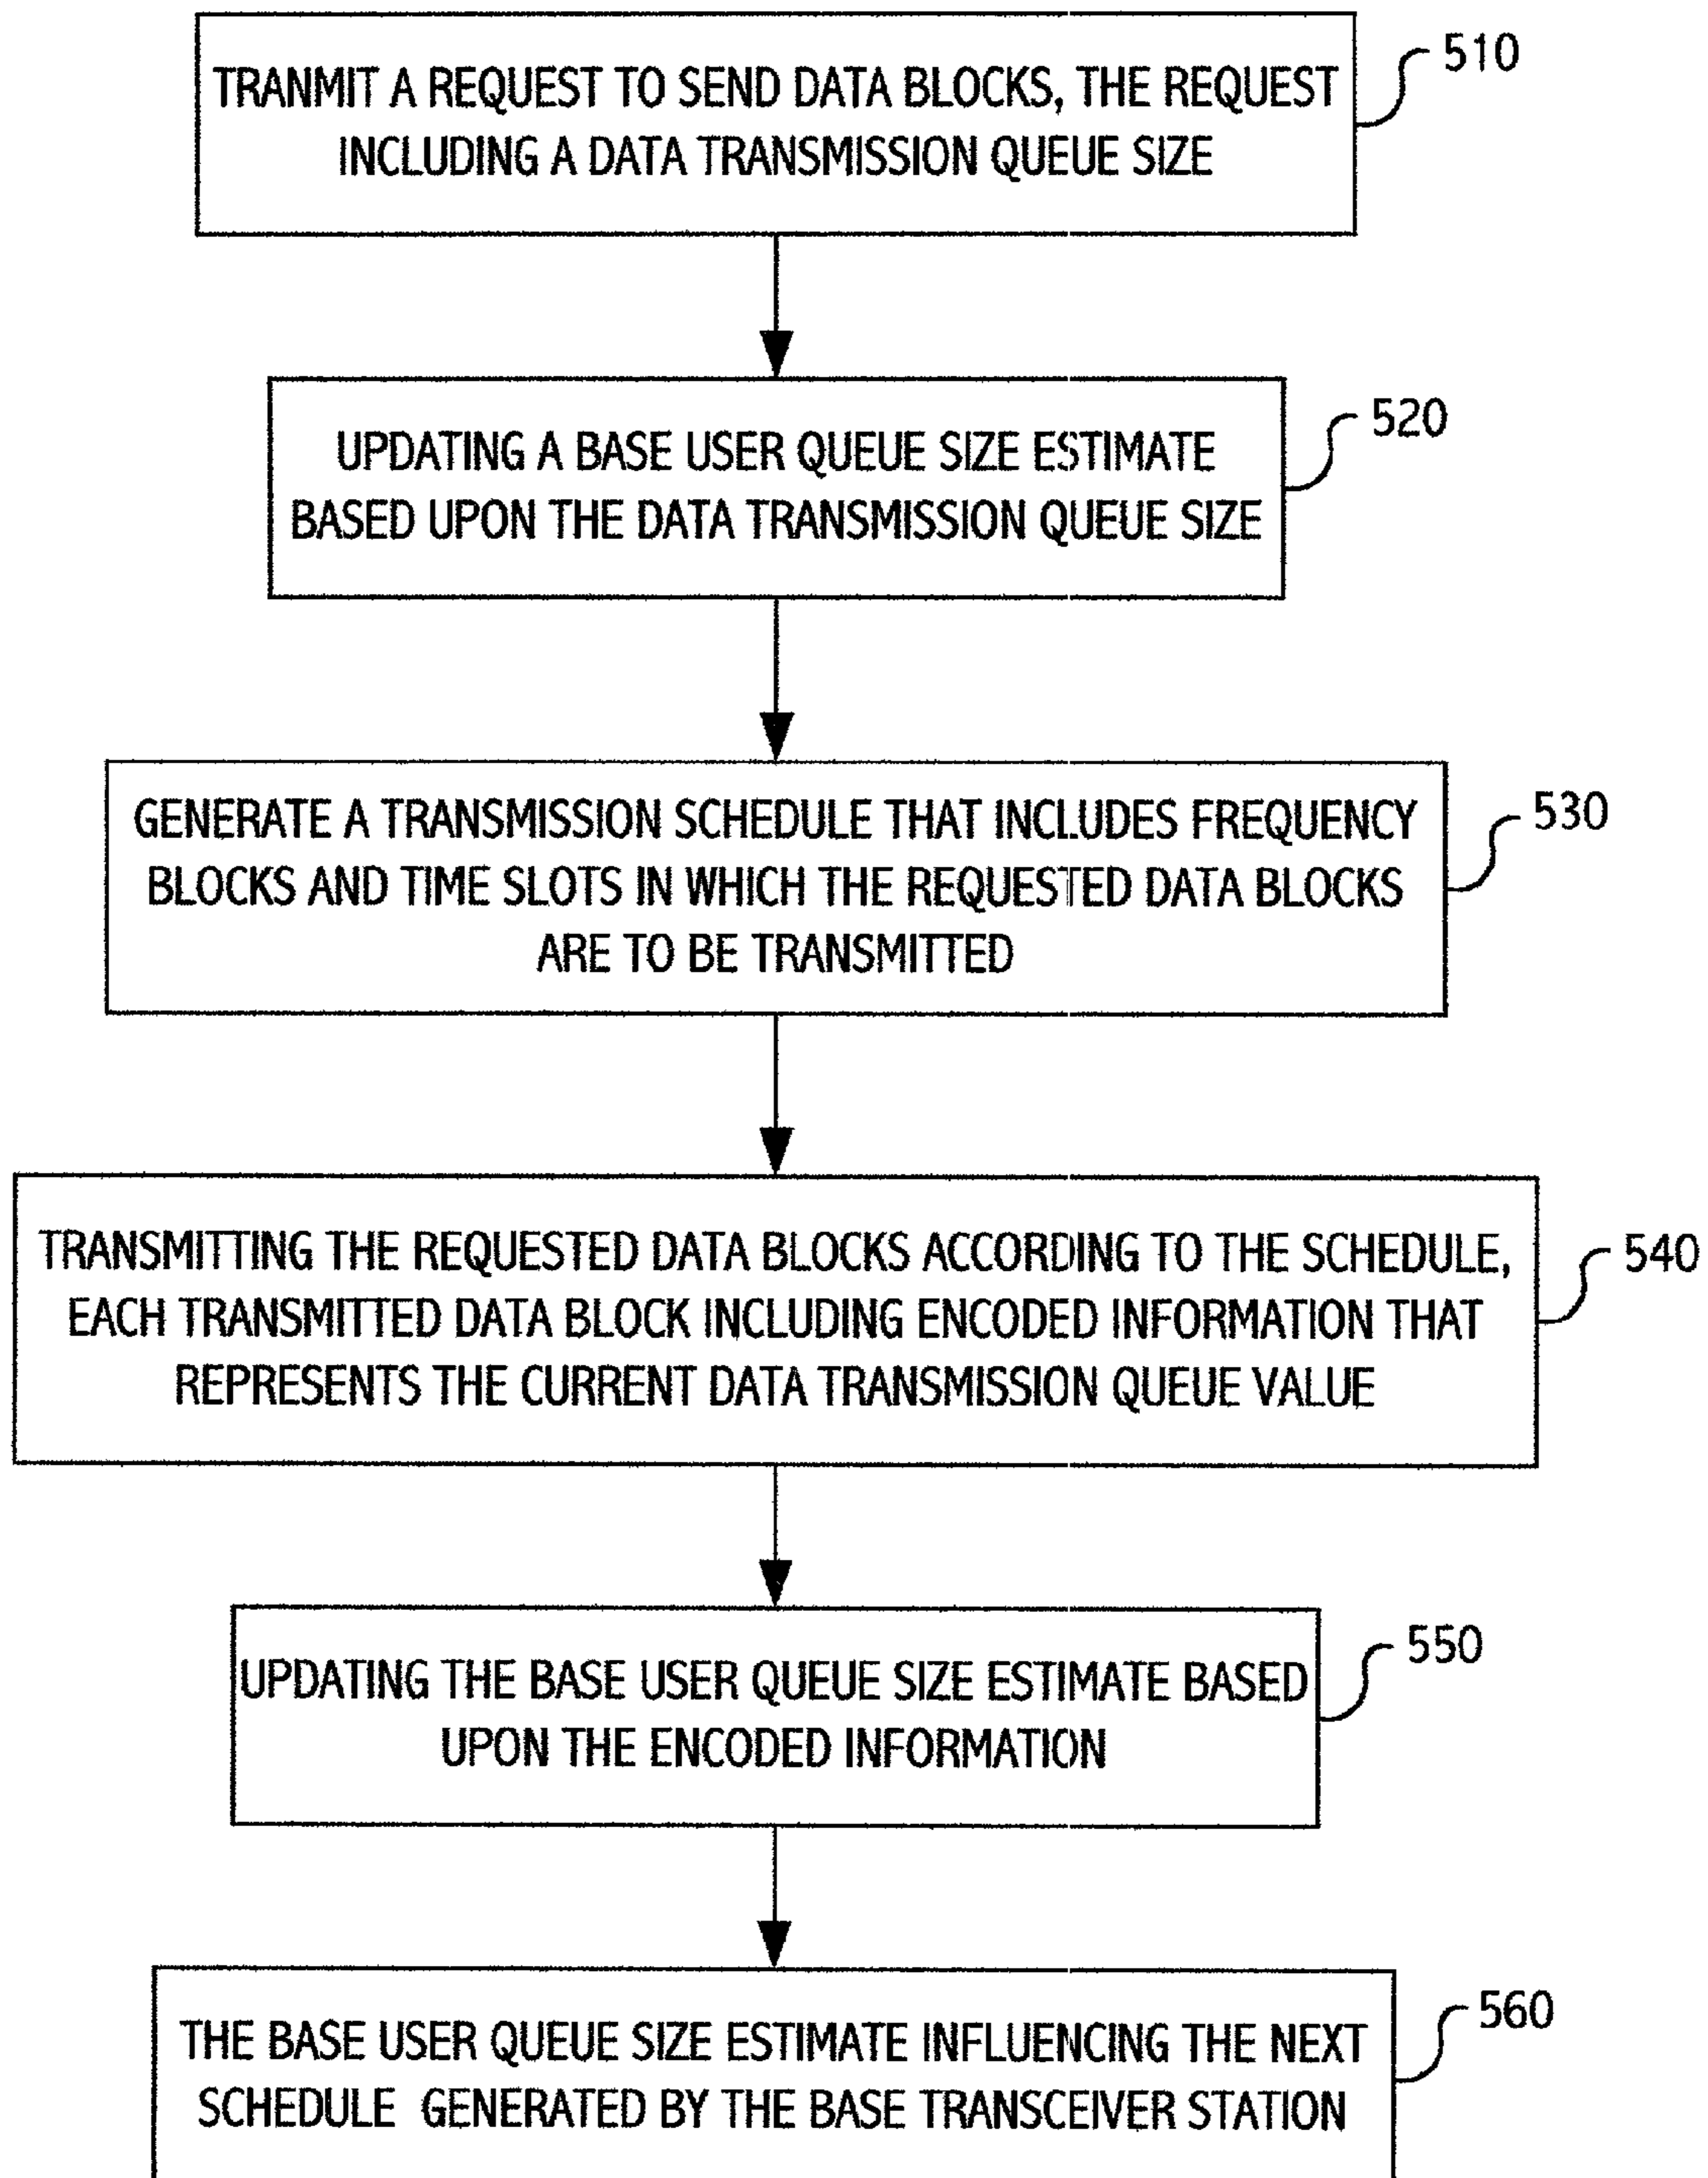 TRANMIT A REQUEST TO SEND DATA BLOCKS, THE REQUEST
INCLUDING A DATA TRANSMISSION QUEUE SIZE
510
UPDATING A BASE USER QUEUE SIZE ESTIMATE
BASED UPON THE DATA TRANSMISSION QUEUE SIZE
520
GENERATE A TRANSMISSION SCHEDULE THAT INCLUDES FREQUENCY
BLOCKS AND TIME SLOTS IN WHICH THE REQUESTED DATA BLOCKS
ARE TO BE TRANSMITTED
530
TRANSMITTING THE REQUESTED DATA BLOCKS ACCORDING TO THE SCHEDULE,
EACH TRANSMITTED DATA BLOCK INCLUDING ENCODED INFORMATION THAT
REPRESENTS THE CURRENT DATA TRANSMISSION QUEUE VALUE
540
UPDATING THE BASE USER QUEUE SIZE ESTIMATE BASED
UPON THE ENCODED INFORMATION
550
THE BASE USER QUEUE SIZE ESTIMATE INFLUENCING THE NEXT
SCHEDULE GENERATED BY THE BASE TRANSCEIVER STATION
560